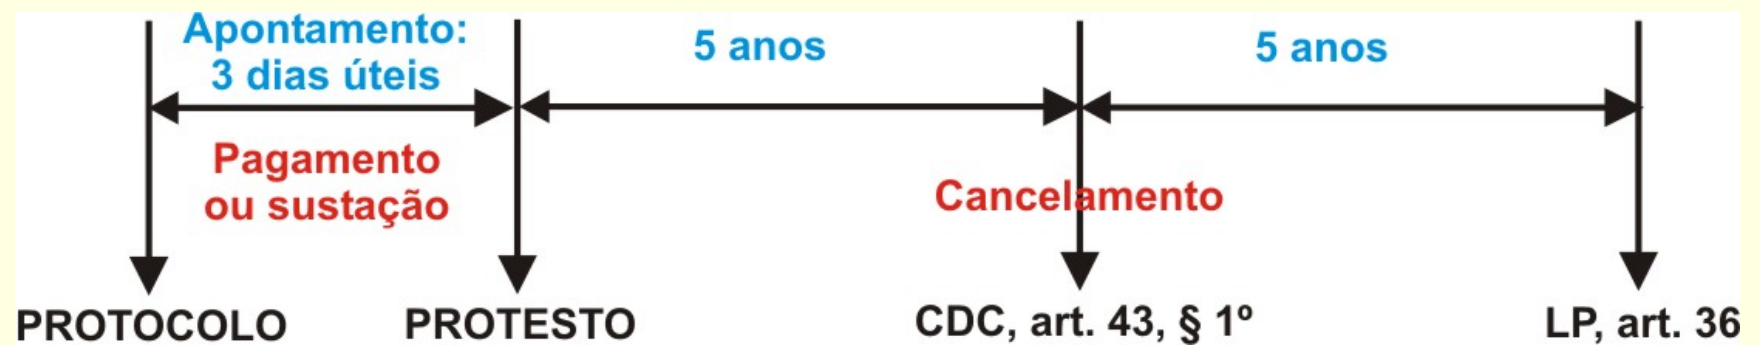 Apontamento:
3 dias úteis
5 anos
5 anos
Pagamento
ou sustação
Cancelamento
PROTOCOLO
PROTESTO
CDC, art. 43, § 1º
LP, art. 36